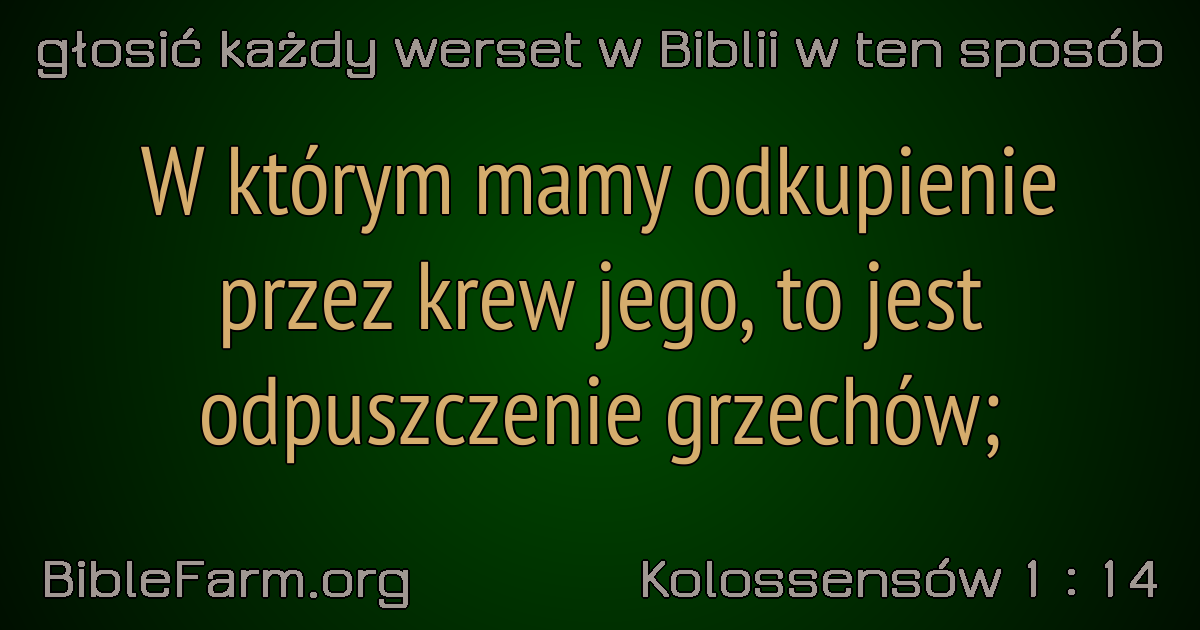 głosić każdy werset w Biblii w ten sposób
W którym mamy odkupienie
przez krew jego, to jest
odpuszczenie grzechów;
BibleFarm.org
Kolossensów 1 : 14